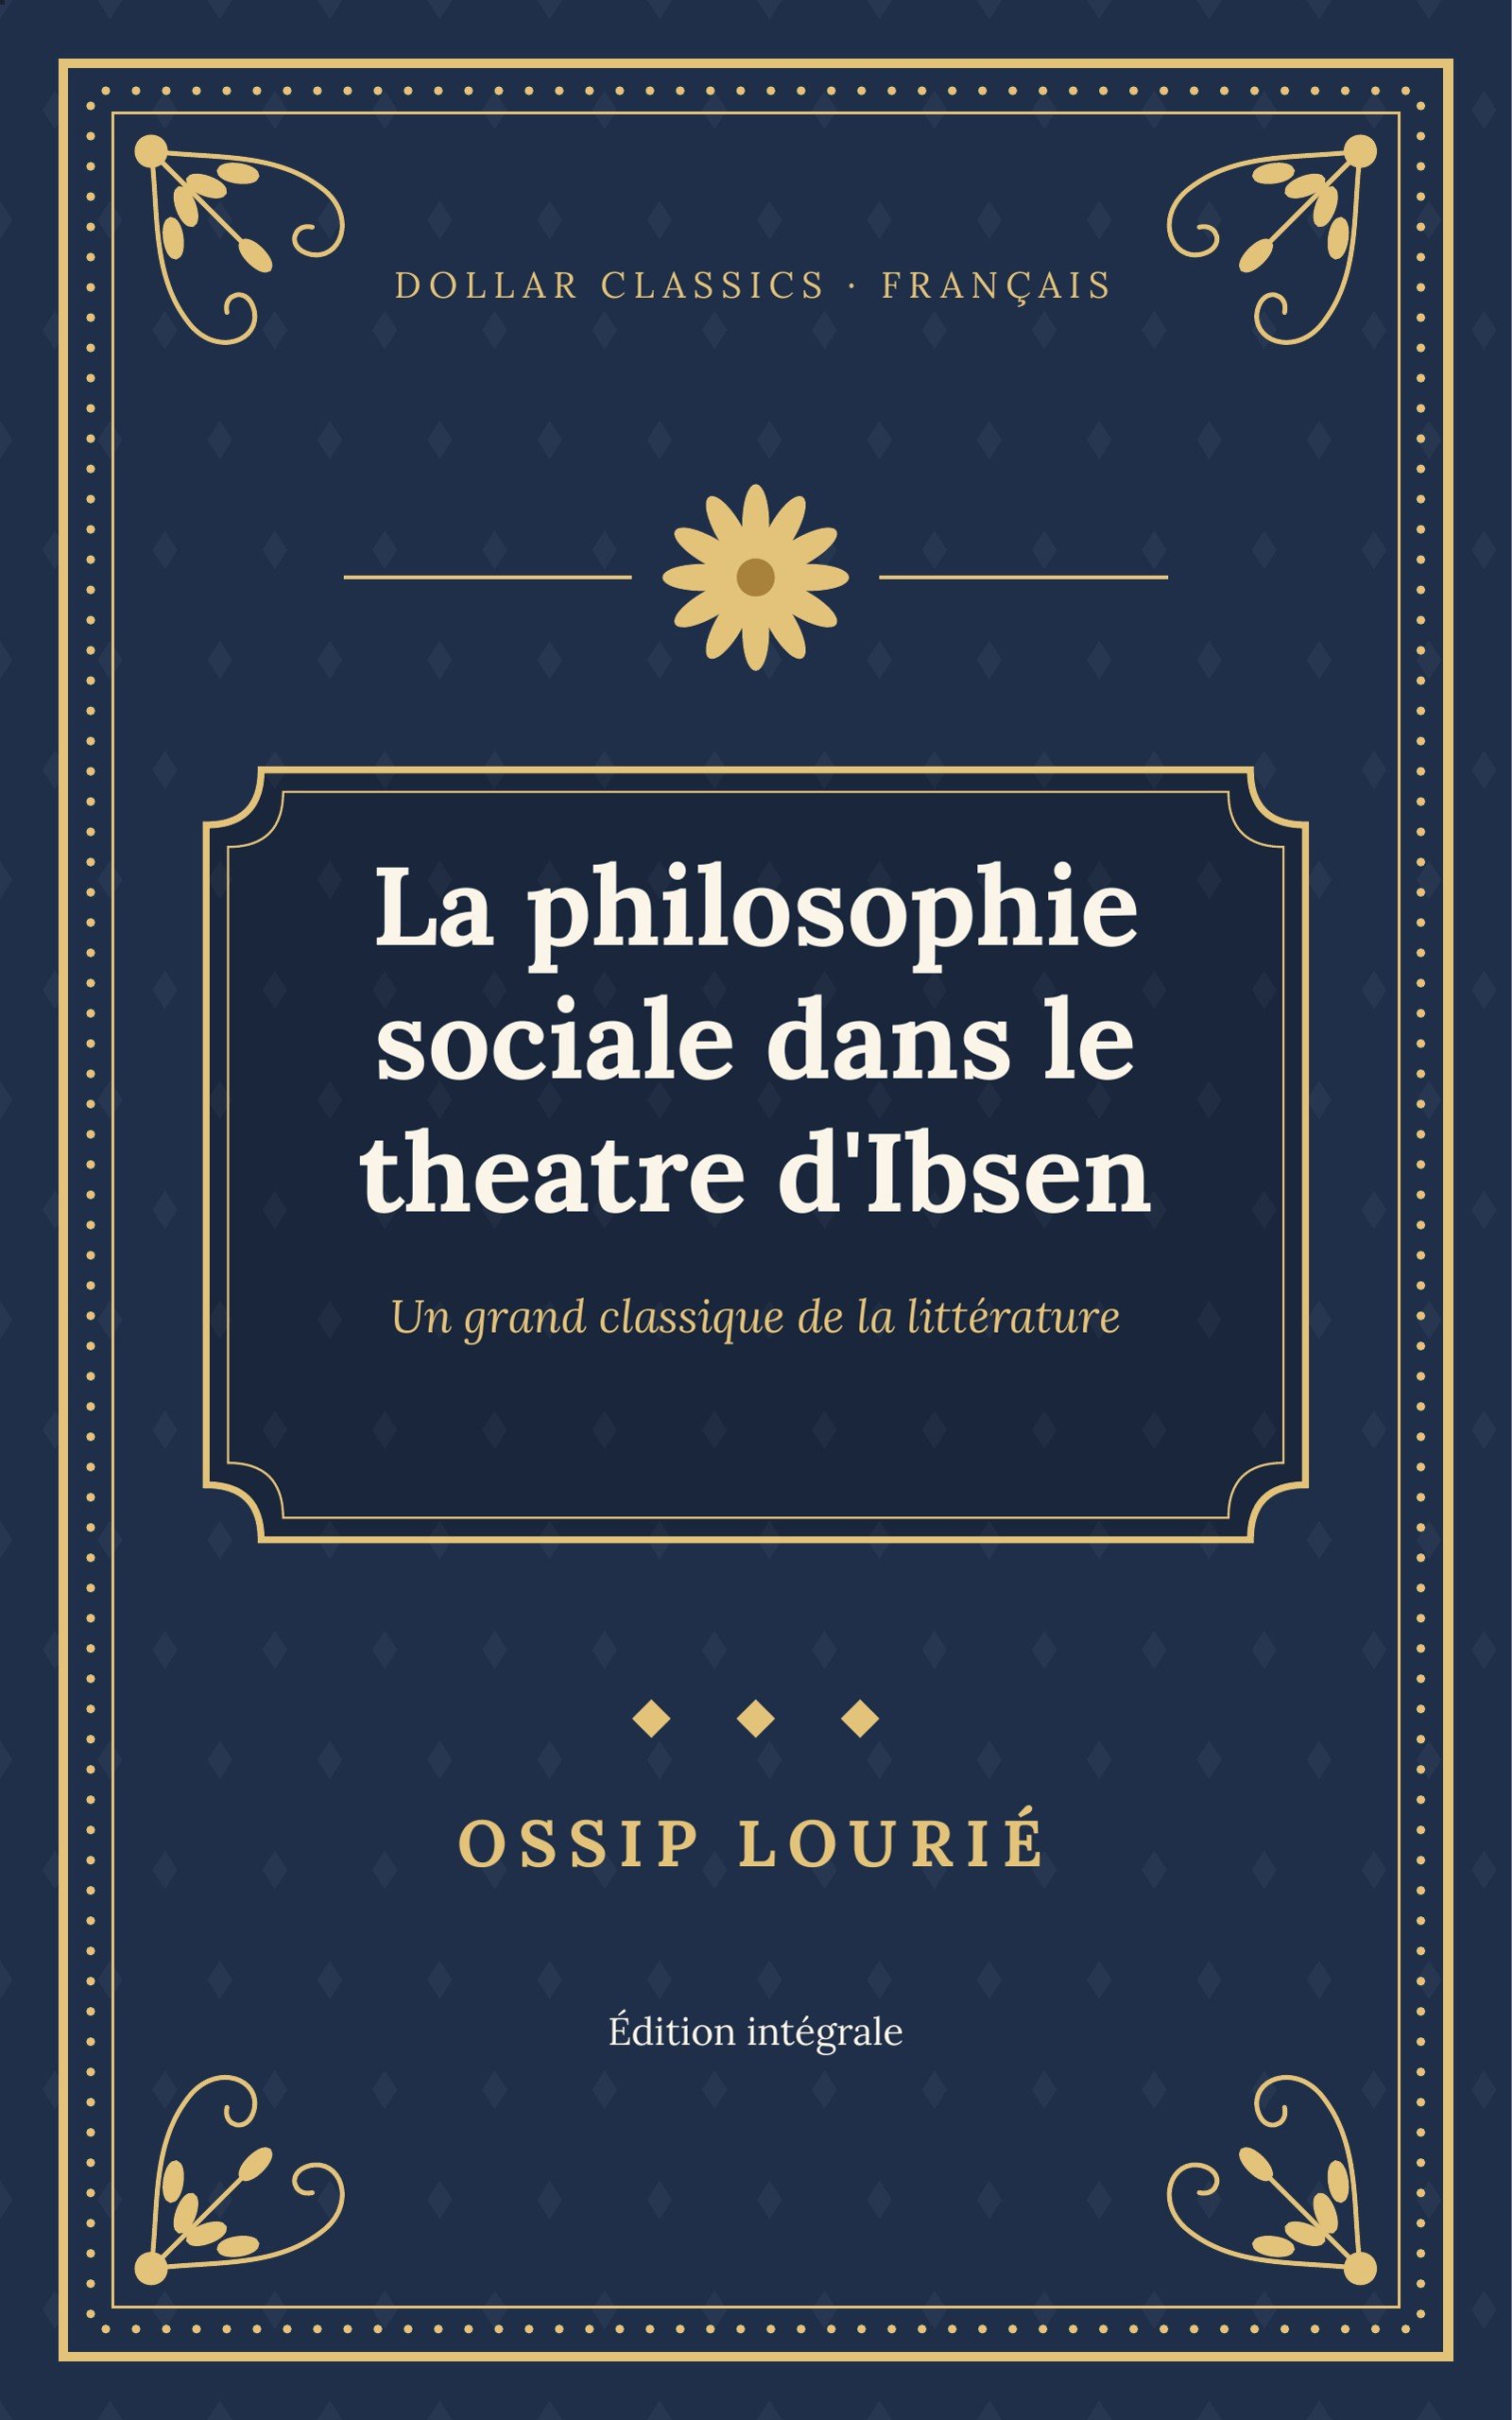 DOLLAR CLASSICS · FRANÇAIS
La philosophie
sociale dans le
theatre d'Ibsen
Un grand classique de la littérature
OSSIP LOURIÉ
Édition intégrale